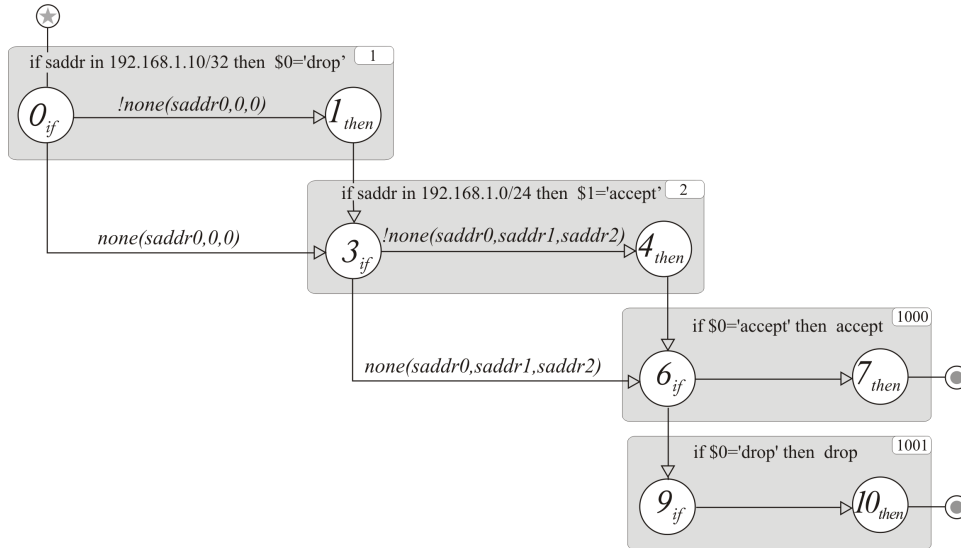 if saddr in 192.168.1.10/32 then $0='drop’
1
!none(saddr0,0,0)
0if
1then
none(saddr0,0,0)
if saddr in 192.168.1.0/24 then $1='accept’
2
!none(saddr0,saddr1,saddr2)
3if
4then
none(saddr0,saddr1,saddr2)
if $0='accept' then accept
1000
6if
7then
if $0='drop' then drop
1001
9if
10then